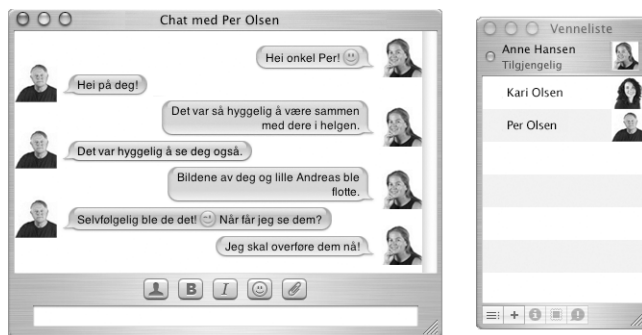 Chat med Per Olsen
Hei onkel Per!
Hei på deg!
Det var så hyggelig å være sammen
med dere i helgen.
Det var hyggelig å se deg også.
Bildene av deg og lille Andreas ble
flotte.
Selvfølgelig ble de det! Når får jeg se dem?
Jeg skal overføre dem nå!
B I
Venneliste
Anne Hansen
Tilgjengelig
Kari Olsen
Per Olsen